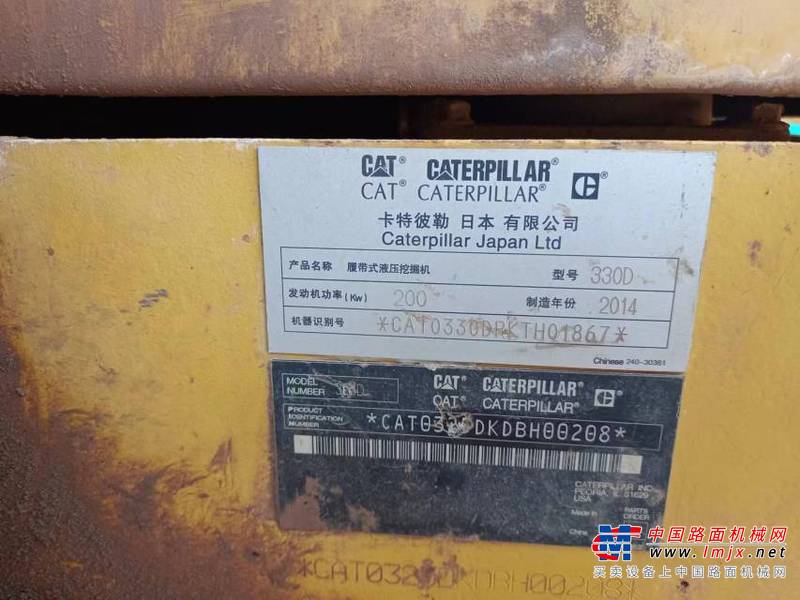 CAT® CATERPILLAR®
CAT® CATERPILLAR® C
卡特彼勒 日本 有限公司
Caterpillar Japan Ltd
产品名称 履带式液压挖掘机 型号 330D
发动机功率(Kw) 200 制造年份 2014
机器识别号 *CAT0330DRKTH01867*
Chinese 240-30361
MODEL NUMBER
CAT® CATERPILLAR®
CAT® CATERPILLAR® C
PRODUCT IDENTIFICATION NUMBER
CATERPILLAR INC.
PEORIA, IL 61629
USA
Made in
PARTS ORDER
China
中国路面机械网
www.lmjx.net
买卖设备上中国路面机械网